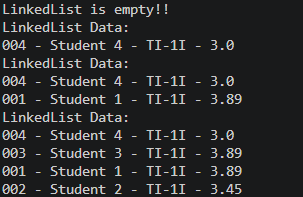 LinkedList is empty!!
LinkedList Data:
004 - Student 4 - TI-1I - 3.0
LinkedList Data:
004 - Student 4 - TI-1I - 3.0
001 - Student 1 - TI-1I - 3.89
LinkedList Data:
004 - Student 4 - TI-1I - 3.0
003 - Student 3 - TI-1I - 3.89
001 - Student 1 - TI-1I - 3.89
002 - Student 2 - TI-1I - 3.45